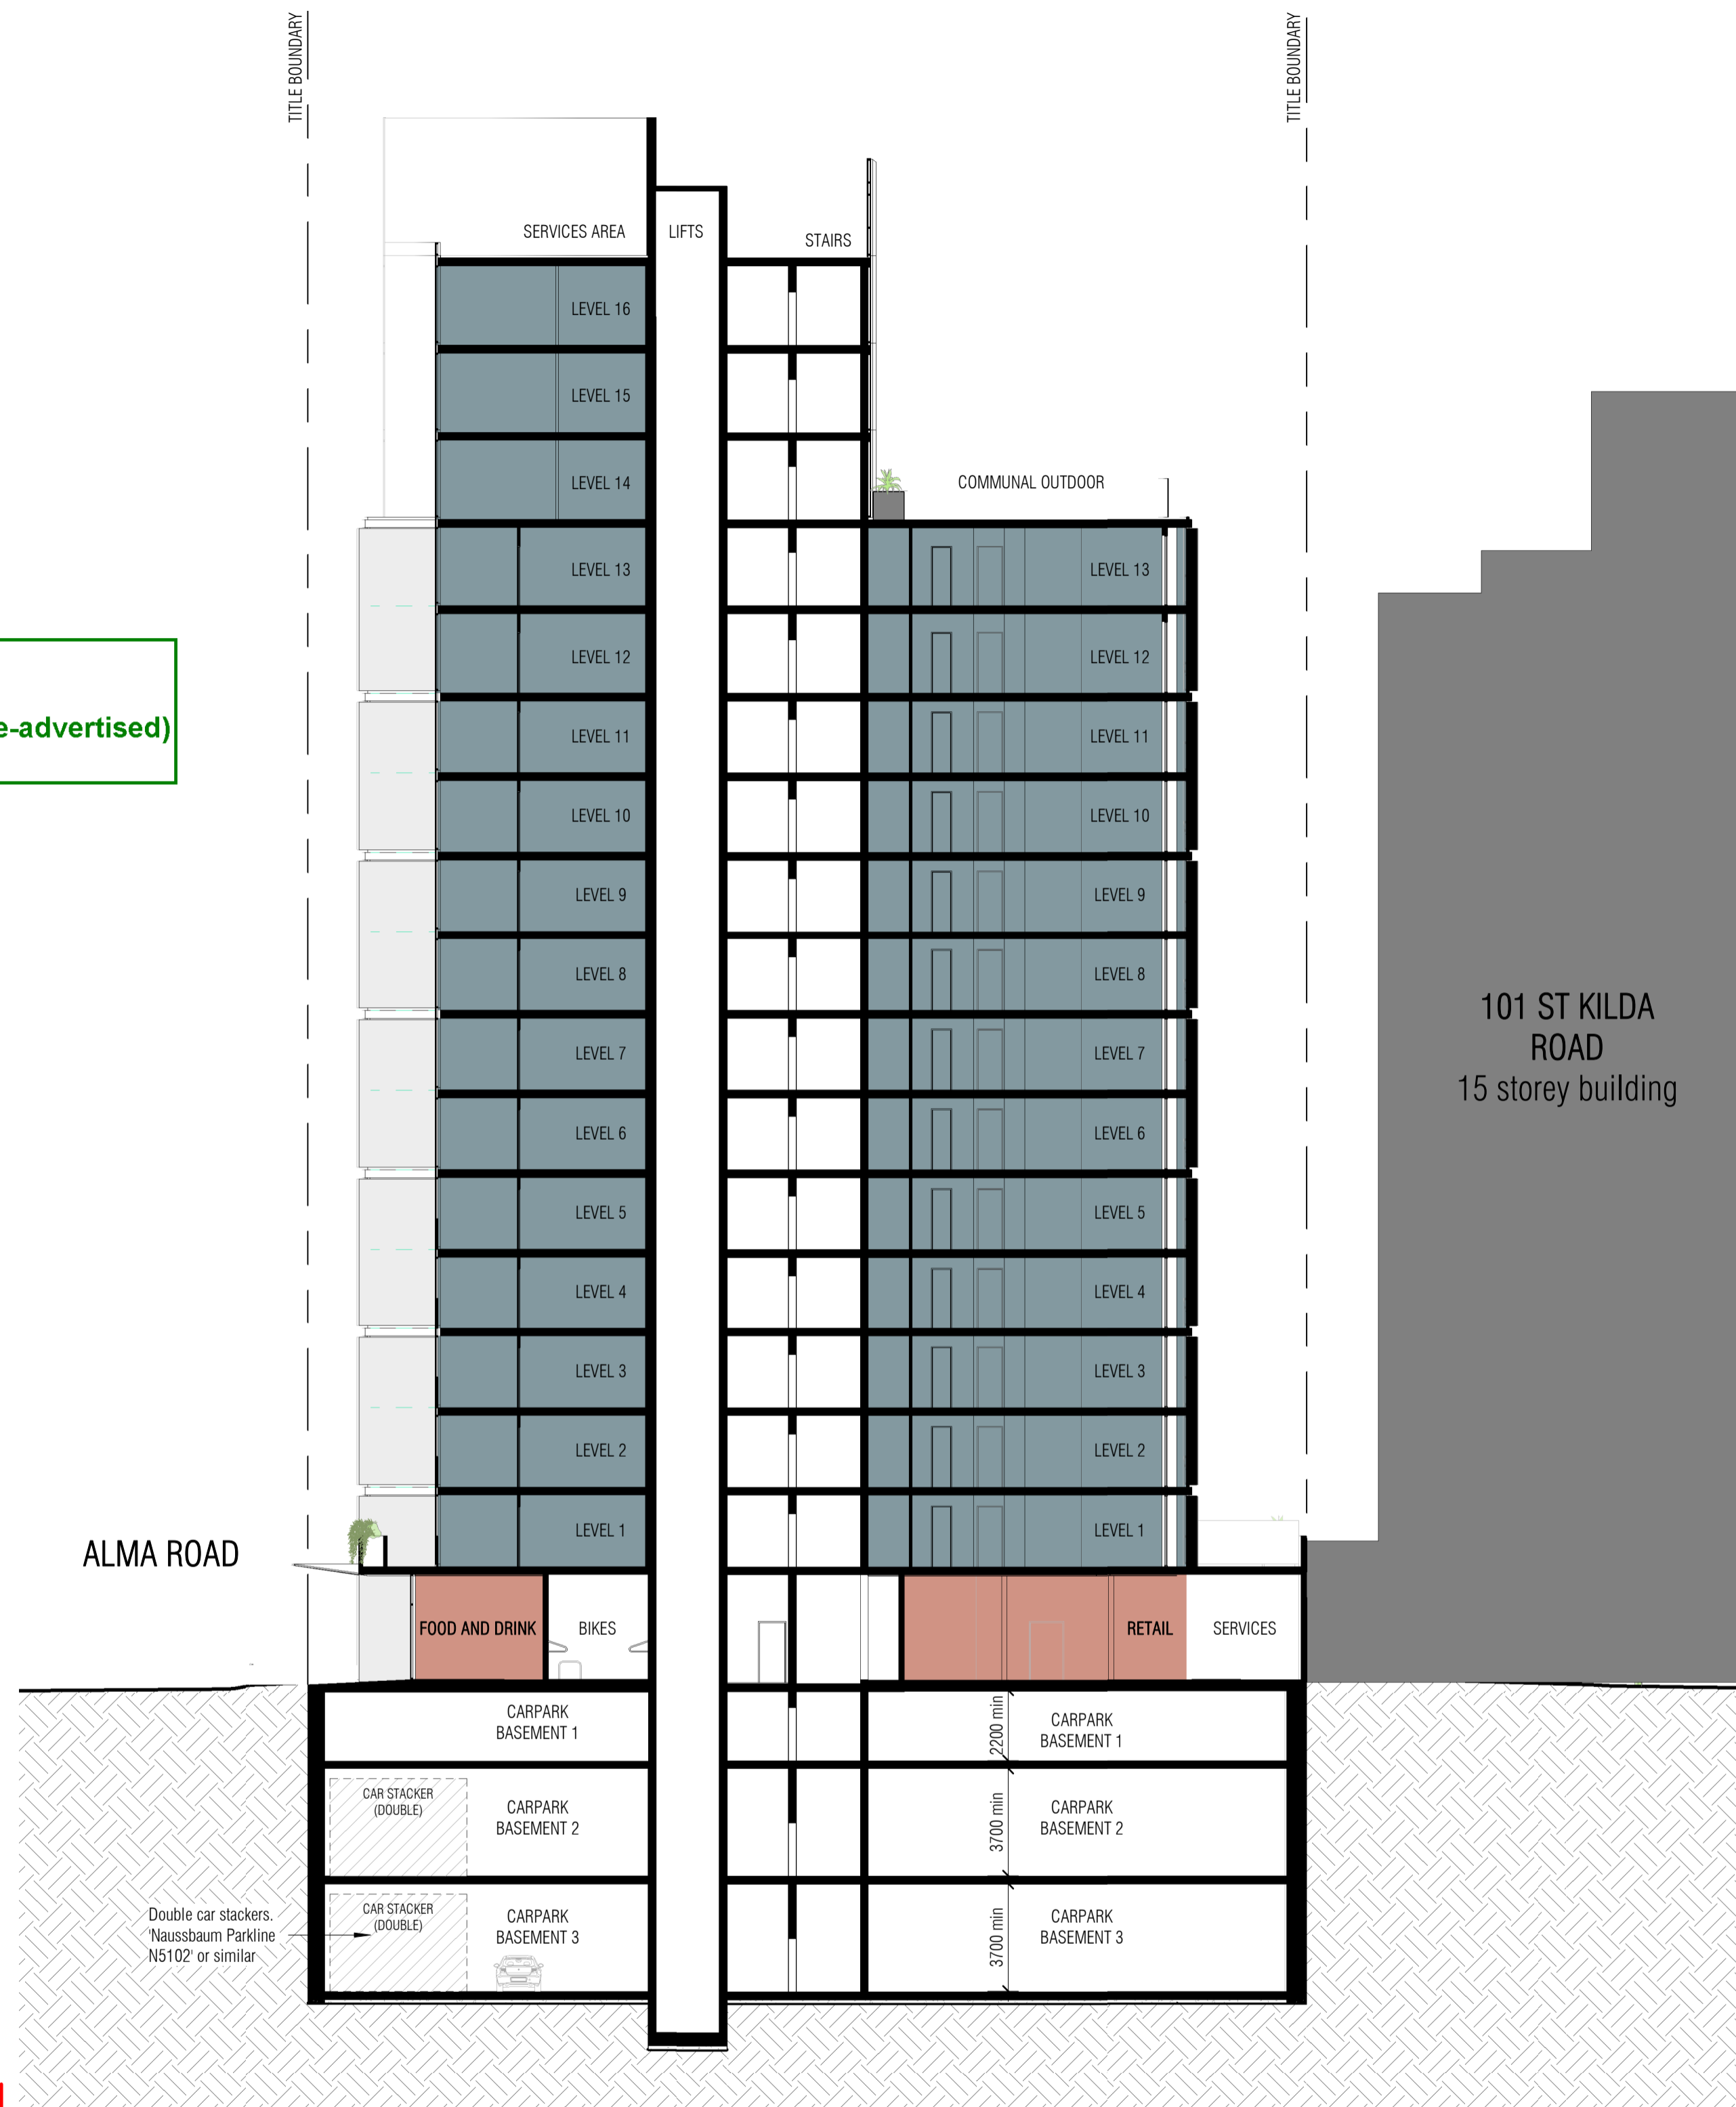 TITLE BOUNDARY
TITLE BOUNDARY
SERVICES AREA
LIFTS
STAIRS
LEVEL 16
LEVEL 15
LEVEL 14
COMMUNAL OUTDOOR
LEVEL 13
LEVEL 13
LEVEL 12
LEVEL 12
e-advertised)
LEVEL 11
LEVEL 11
LEVEL 10
LEVEL 10
LEVEL 9
LEVEL 9
LEVEL 8
LEVEL 8
101 ST KILDA
ROAD
15 storey building
LEVEL 7
LEVEL 7
LEVEL 6
LEVEL 6
LEVEL 5
LEVEL 5
LEVEL 4
LEVEL 4
LEVEL 3
LEVEL 3
LEVEL 2
LEVEL 2
LEVEL 1
LEVEL 1
ALMA ROAD
FOOD AND DRINK
BIKES
RETAIL
SERVICES
CARPARK
BASEMENT 1
2200 min
CARPARK
BASEMENT 1
CAR STACKER
(DOUBLE)
CARPARK
BASEMENT 2
3700 min
CARPARK
BASEMENT 2
Double car stackers.
'Naussbaum Parkline
N5102' or similar
CAR STACKER
(DOUBLE)
CARPARK
BASEMENT 3
3700 min
CARPARK
BASEMENT 3